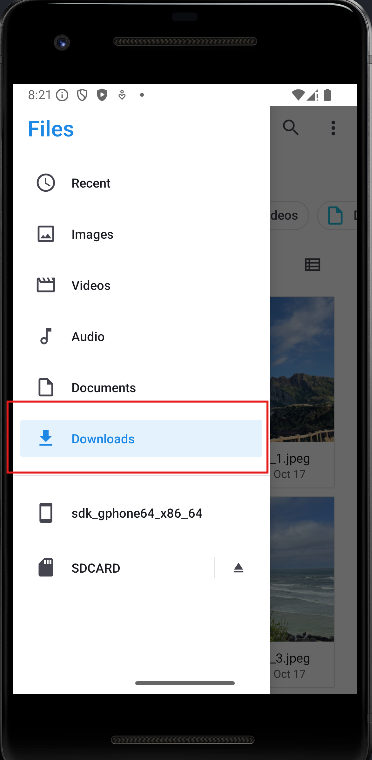 8:21
Files
Recent
Images
deos
Videos
Audio
Documents
_1.jpeg
Oct 17
Downloads
sdk_gphone64_x86_64
SDCARD
_3.jpeg
Oct 17